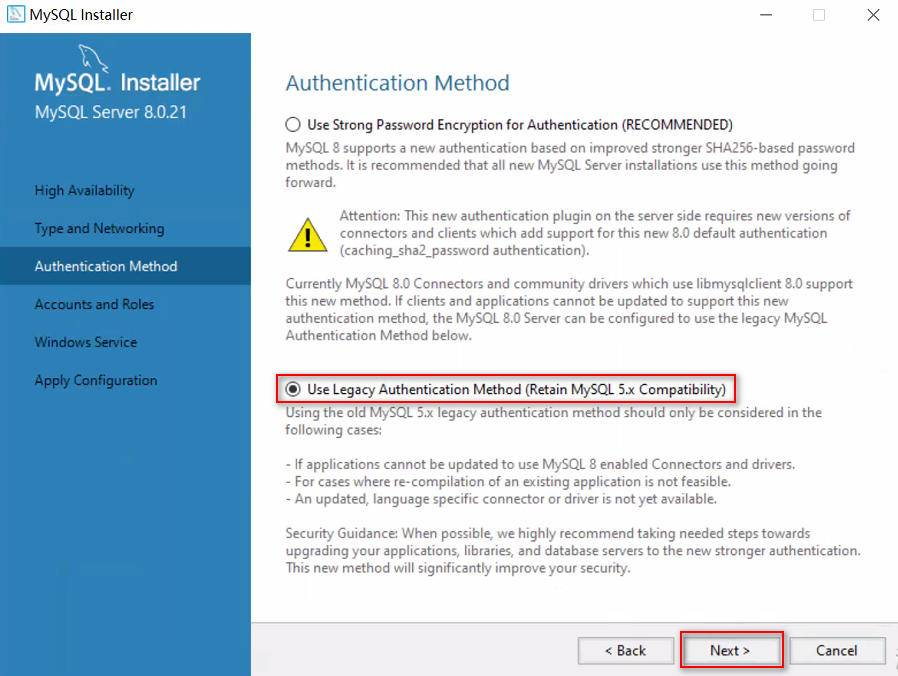 MySQL Installer
MySQL. Installer
MySQL Server 8.0.21
High Availability
Type and Networking
Authentication Method
Accounts and Roles
Windows Service
Apply Configuration
Authentication Method
Use Strong Password Encryption for Authentication (RECOMMENDED)
MySQL 8 supports a new authentication based on improved stronger SHA256-based password
methods. It is recommended that all new MySQL Server installations use this method going
forward.
Attention: This new authentication plugin on the server side requires new versions of
connectors and clients which add support for this new 8.0 default authentication
(caching_sha2_password authentication).
Currently MySQL 8.0 Connectors and community drivers which use libmysqlclient 8.0 support
this new method. If clients and applications cannot be updated to support this new
authentication method, the MySQL 8.0 Server can be configured to use the legacy MySQL
Authentication Method below.
Use Legacy Authentication Method (Retain MySQL 5.x Compatibility)
Using the old MySQL 5.x legacy authentication method should only be considered in the
following cases:
- If applications cannot be updated to use MySQL 8 enabled Connectors and drivers.
- For cases where re-compilation of an existing application is not feasible.
- An updated, language specific connector or driver is not yet available.
Security Guidance: When possible, we highly recommend taking needed steps towards
upgrading your applications, libraries, and database servers to the new stronger authentication.
This new method will significantly improve your security.
< Back
Next >
Cancel